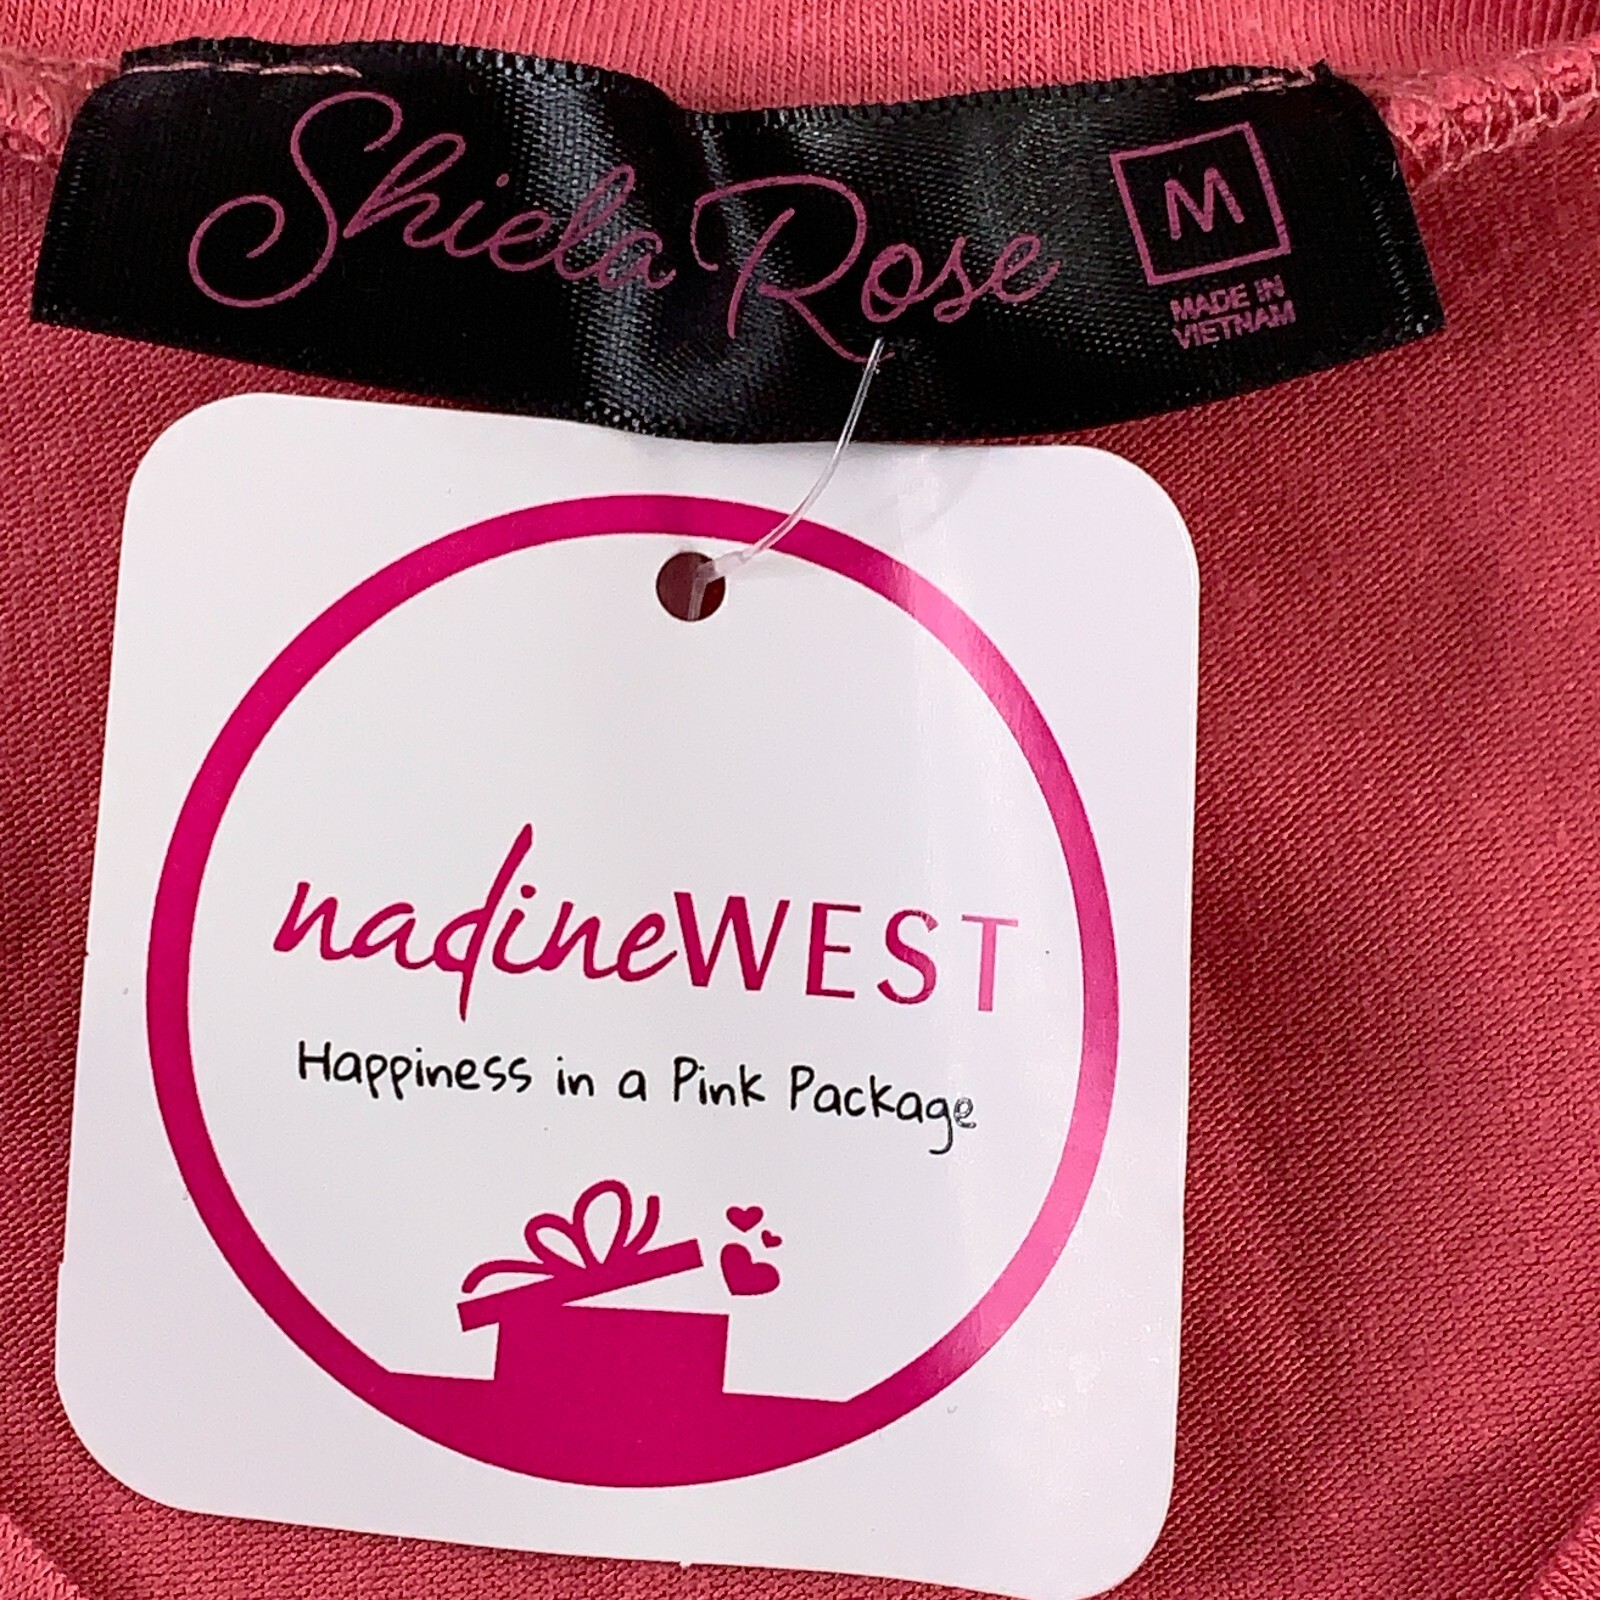 Shiela Rose
M
MADE IN
VIETNAM
nadineWEST
Happiness in a Pink Package